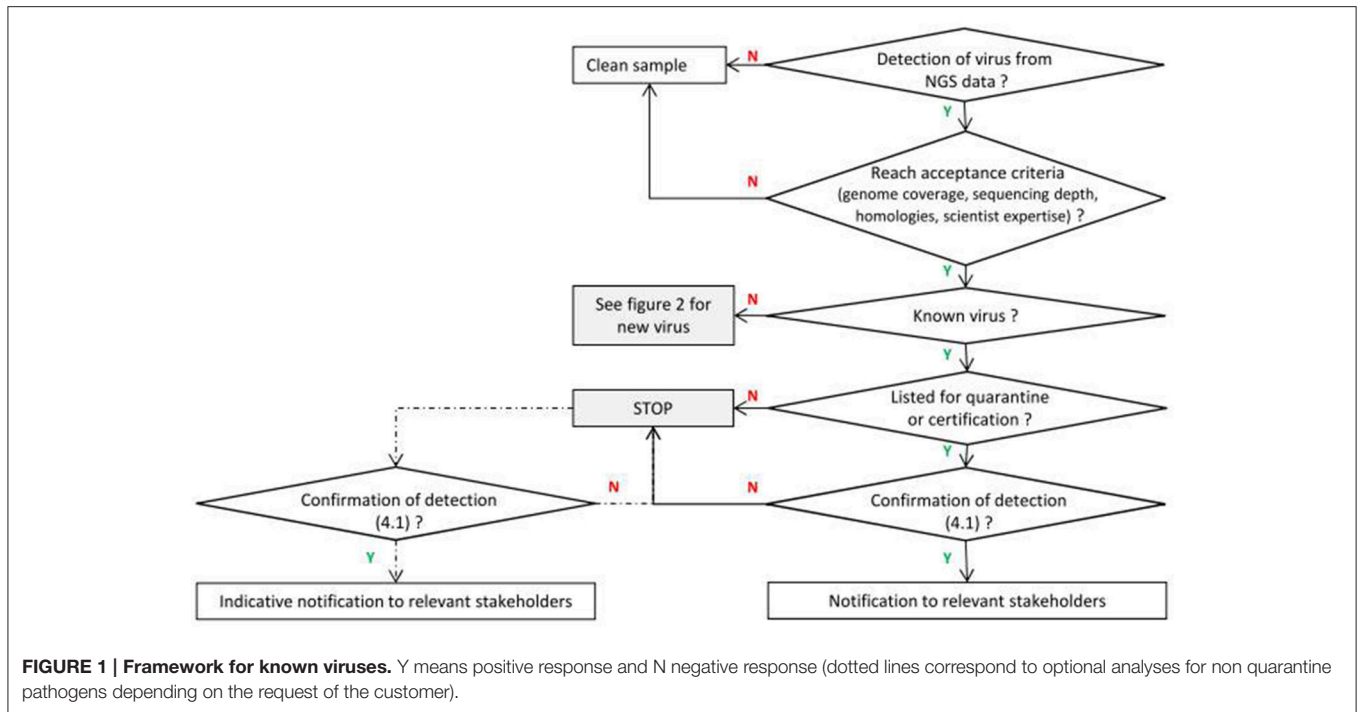 Detection of virus from
NGS data ?
N
Clean sample
Y
Reach acceptance criteria
(genome coverage, sequencing depth,
homologies, scientist expertise) ?
N
Y
Known virus ?
N
See figure 2 for
new virus
Y
Listed for quarantine
or certification ?
N
STOP
Y
Confirmation of detection
(4.1) ?
N
Confirmation of detection
(4.1) ?
N
Y
Y
Indicative notification to relevant stakeholders
Notification to relevant stakeholders
FIGURE 1 | Framework for known viruses. Y means positive response and N negative response (dotted lines correspond to optional analyses for non quarantine
pathogens depending on the request of the customer).